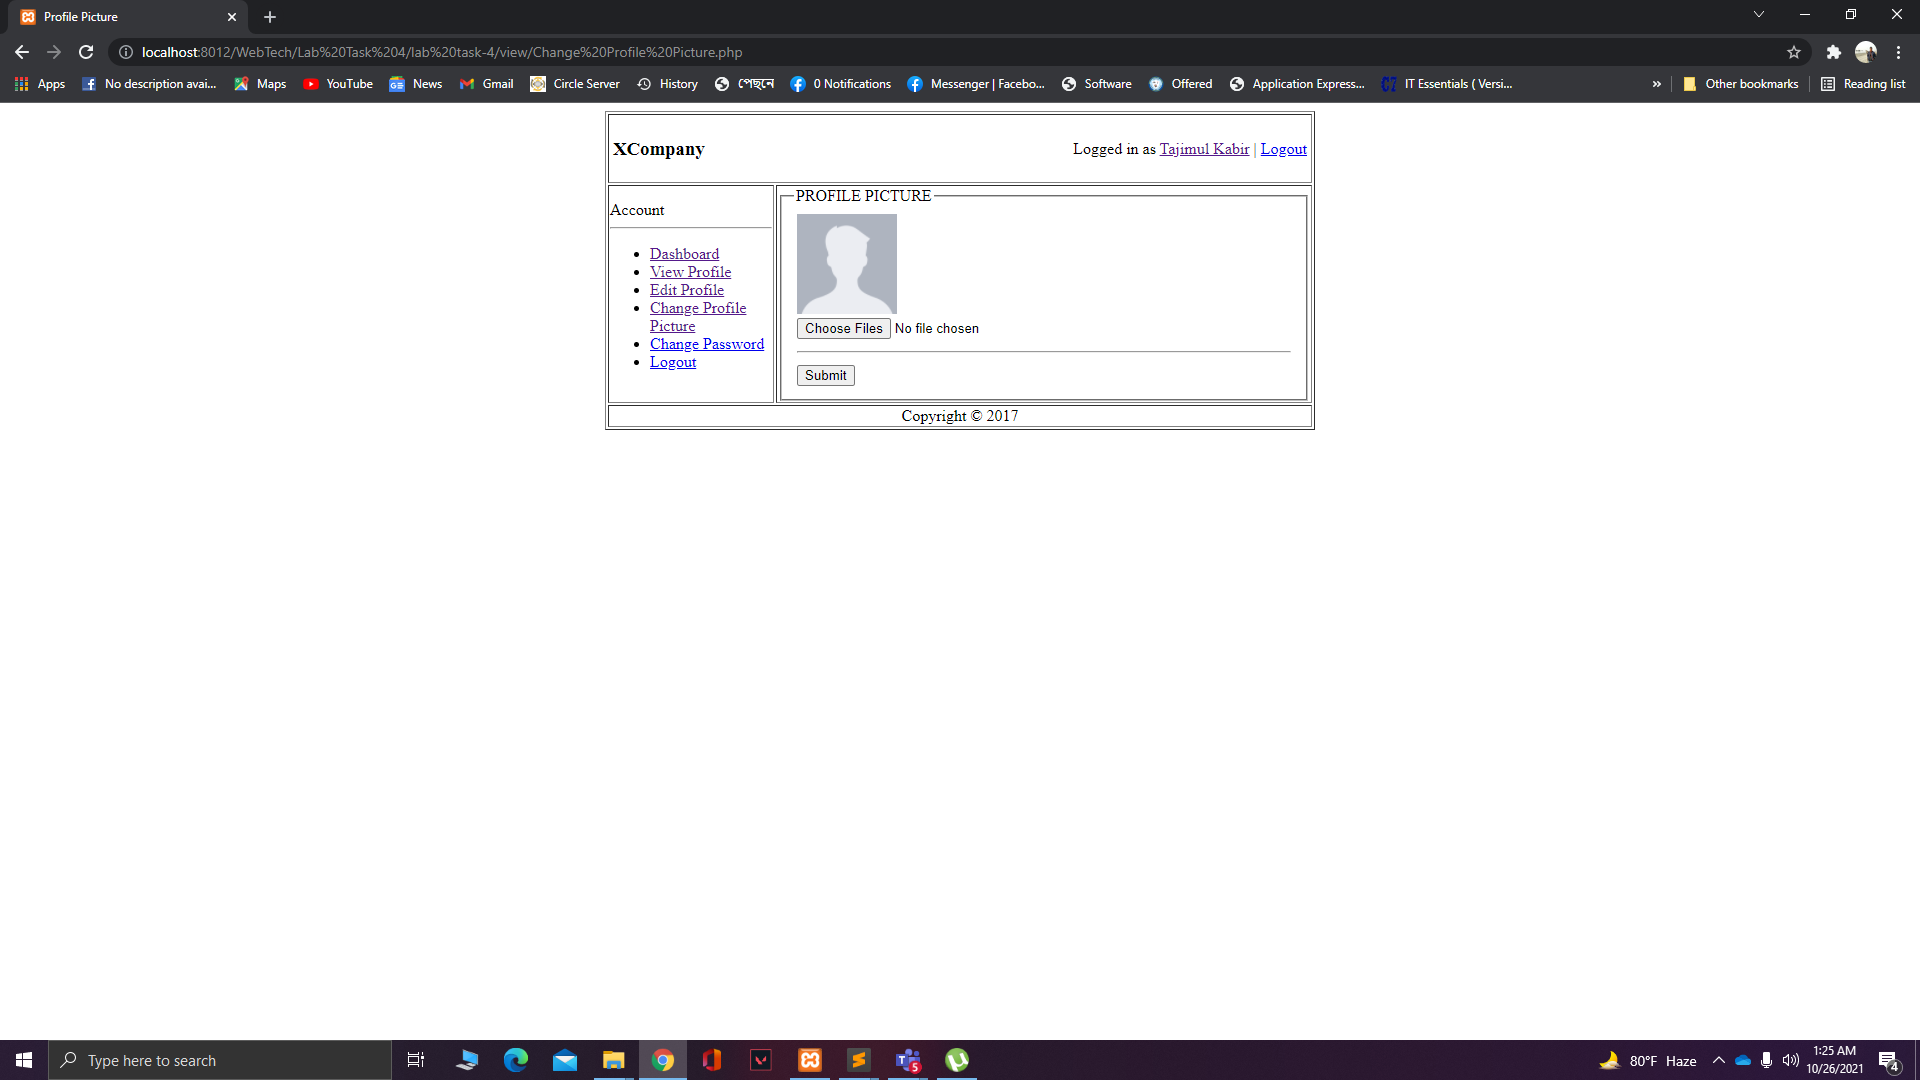 Profile Picture
localhost:8012/WebTech/Lab%20Task%204/lab%20task-4/view/Change%20Profile%20Picture.php
Apps No description avai... Maps YouTube News Gmail Circle Server History পেছনে 0 Notifications Messenger | Facebo... Software Offered Application Express... IT Essentials ( Versi... » Other bookmarks Reading list
XCompany Logged in as Tajimul Kabir | Logout
Account
Dashboard
View Profile
Edit Profile
Change Profile
Picture
Change Password
Logout
PROFILE PICTURE
Choose Files No file chosen
Submit
Copyright © 2017
Type here to search
5
80°F Haze
1:25 AM
10/26/2021
4